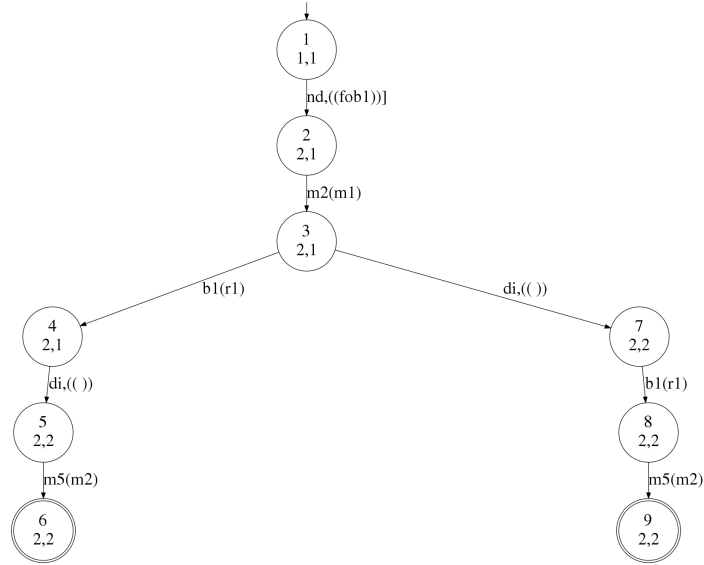 1
1,1
nd,((fob1))]
2
2,1
m2(m1)
3
2,1
b1(r1)
di,(( ))
4
2,1
7
2,2
di,(( ))
b1(r1)
5
2,2
8
2,2
m5(m2)
m5(m2)
6
2,2
9
2,2